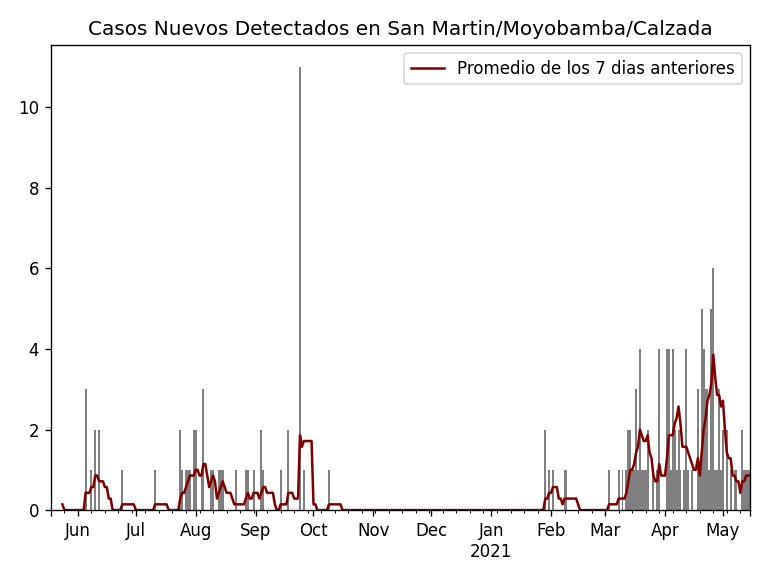 Casos Nuevos Detectados en San Martin/Moyobamba/Calzada
Promedio de los 7 dias anteriores
10
8
6
4
2
0
Jun Jul Aug Sep Oct Nov Dec Jan Feb Mar Apr May
2021